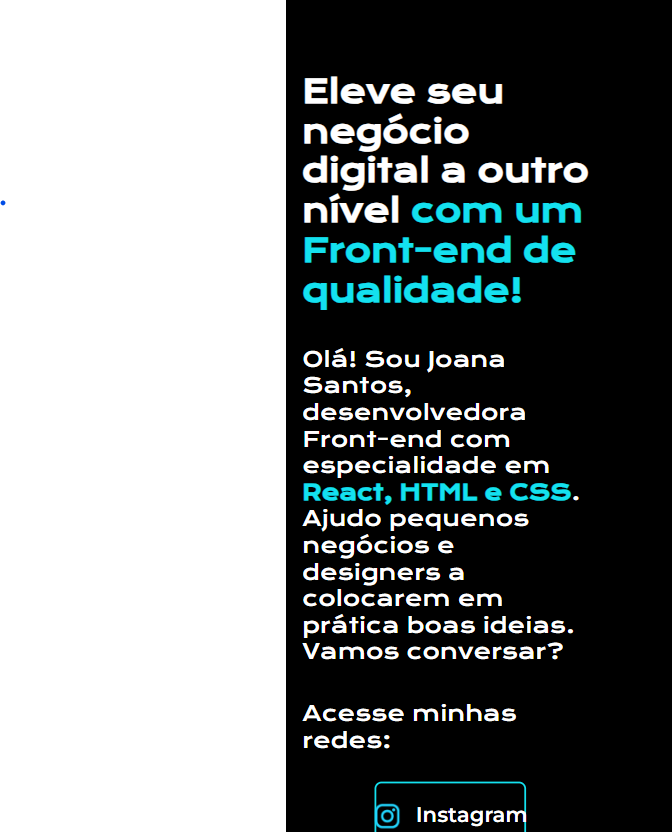 Eleve seu
negócio
digital a outro
nível com um
Front-end de
qualidade!
Olá! Sou Joana
Santos,
desenvolvedora
Front-end com
especialidade em
React, HTML e CSS.
Ajudo pequenos
negócios e
designers a
colocarem em
prática boas ideias.
Vamos conversar?
Acesse minhas
redes:
Instagram